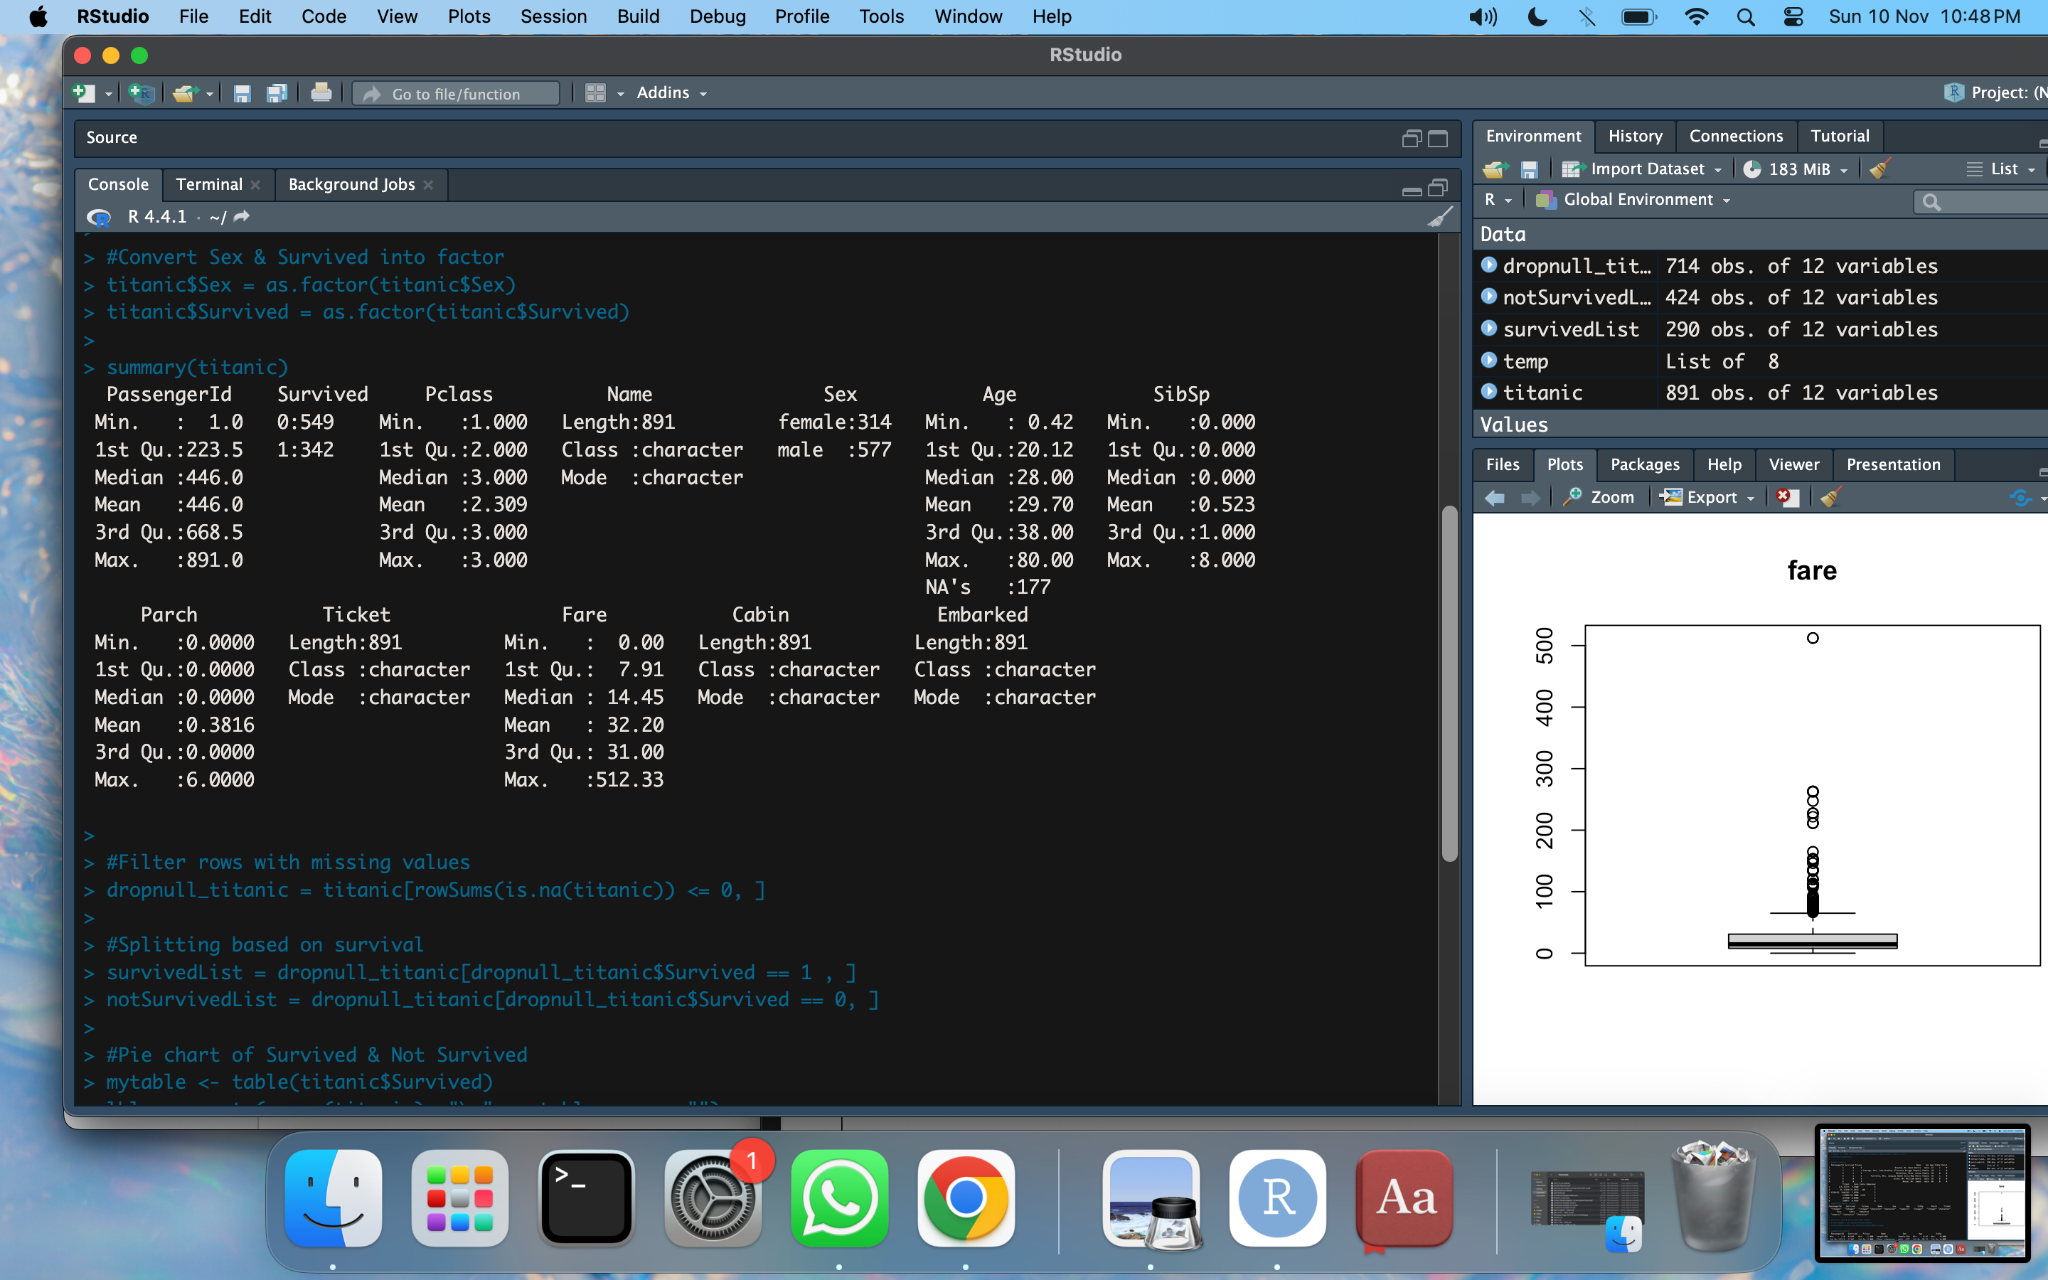 RStudio File Edit Code View Plots Session Build Debug Profile Tools Window Help Sun 10 Nov 10:48 PM
RStudio
Go to file/function Addins Project: (N
Source
Console Terminal Background Jobs
R 4.4.1 · ~/
>
> #Convert Sex & Survived into factor
> titanic$Sex = as.factor(titanic$Sex)
> titanic$Survived = as.factor(titanic$Survived)
>
> summary(titanic)
PassengerId Survived Pclass Name Sex Age SibSp
Min. : 1.0 0:549 Min. :1.000 Length:891 female:314 Min. : 0.42 Min. :0.000
1st Qu.:223.5 1:342 1st Qu.:2.000 Class :character male :577 1st Qu.:20.12 1st Qu.:0.000
Median :446.0 Median :3.000 Mode :character Median :28.00 Median :0.000
Mean :446.0 Mean :2.309 Mean :29.70 Mean :0.523
3rd Qu.:668.5 3rd Qu.:3.000 3rd Qu.:38.00 3rd Qu.:1.000
Max. :891.0 Max. :3.000 Max. :80.00 Max. :8.000
NA's :177
Parch Ticket Fare Cabin Embarked
Min. :0.0000 Length:891 Min. : 0.00 Length:891 Length:891
1st Qu.:0.0000 Class :character 1st Qu.: 7.91 Class :character Class :character
Median :0.0000 Mode :character Median : 14.45 Mode :character Mode :character
Mean :0.3816 Mean : 32.20
3rd Qu.:0.0000 3rd Qu.: 31.00
Max. :6.0000 Max. :512.33
>
> #Filter rows with missing values
> dropnull_titanic = titanic[rowSums(is.na(titanic)) <= 0, ]
>
> #Splitting based on survival
> survivedList = dropnull_titanic[dropnull_titanic$Survived == 1 , ]
> notSurvivedList = dropnull_titanic[dropnull_titanic$Survived == 0, ]
>
> #Pie chart of Survived & Not Survived
> mytable <- table(titanic$Survived)
Environment History Connections Tutorial
Import Dataset 183 MiB List
R Global Environment
Data
dropnull_tit… 714 obs. of 12 variables
notSurvivedL… 424 obs. of 12 variables
survivedList 290 obs. of 12 variables
temp List of 8
titanic 891 obs. of 12 variables
Values
Files Plots Packages Help Viewer Presentation
Zoom Export
fare
500
400
300
200
100
0
>_
1
R
Aa